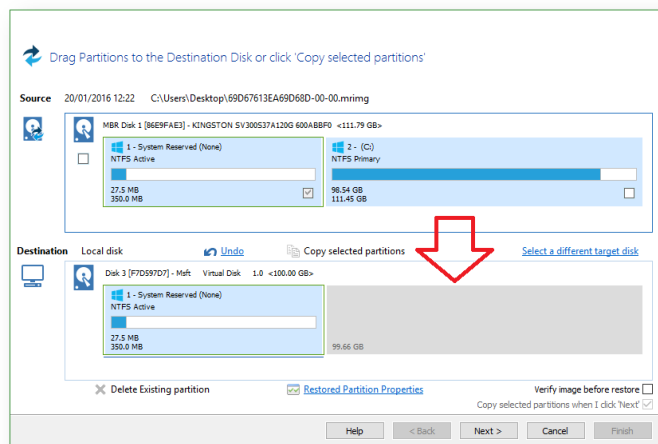 Drag Partitions to the Destination Disk or click 'Copy selected partitions'
Source 20/01/2016 12:22 C:\Users\Desktop\69D67613EA69D68D-00-00.mrimg
MBR Disk 1 [86E9FAE3] - KINGSTON SV300S37A120G 600ABBF0 <111.79 GB>
1 - System Reserved (None)
NTFS Active
27.5 MB
350.0 MB
2 - (C:)
NTFS Primary
98.54 GB
111.45 GB
Destination Local disk Undo Copy selected partitions Select a different target disk
Disk 3 [F7D597D7] - Msft Virtual Disk 1.0 <100.00 GB>
1 - System Reserved (None)
NTFS Active
27.5 MB
350.0 MB
99.66 GB
Delete Existing partition Restored Partition Properties Verify image before restore
Copy selected partitions when I click 'Next'
Help < Back Next > Cancel Finish